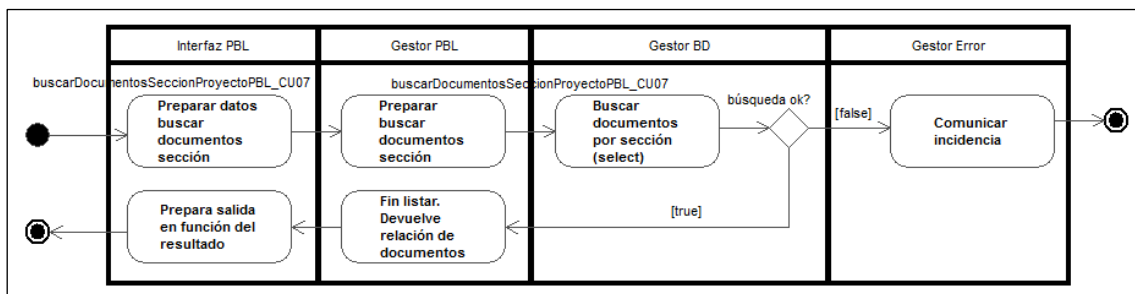 Interfaz PBL
Gestor PBL
Gestor BD
Gestor Error
buscarDocumentosSeccionProyectoPBL_CU07
buscarDocumentosSeccionProyectoPBL_CU07
Preparar datos
buscar
documentos
sección
Preparar
buscar
documentos
sección
Buscar
documentos
por sección
(select)
búsqueda ok?
[false]
Comunicar
incidencia
[true]
Fin listar.
Devuelve
relación de
documentos
Prepara salida
en función del
resultado